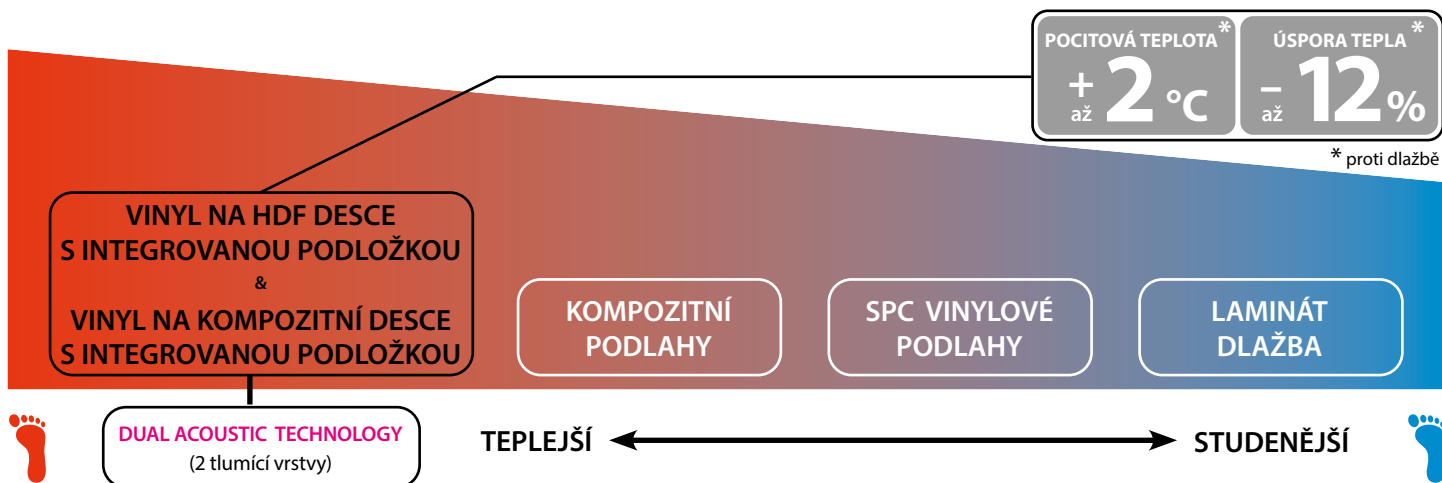 POCITOVÁ TEPLOTA*
+ až 2 °C
ÚSPORA TEPLA*
– až 12 %
* proti dlažbě
VINYL NA HDF DESCE
S INTEGROVANOU PODLOŽKOU
&
VINYL NA KOMPOZITNÍ DESCE
S INTEGROVANOU PODLOŽKOU
KOMPOZITNÍ
PODLAHY
SPC VINYLOVÉ
PODLAHY
LAMINÁT
DLAŽBA
DUAL ACOUSTIC TECHNOLOGY
(2 tlumící vrstvy)
TEPLEJŠÍ
STUDENĚJŠÍ